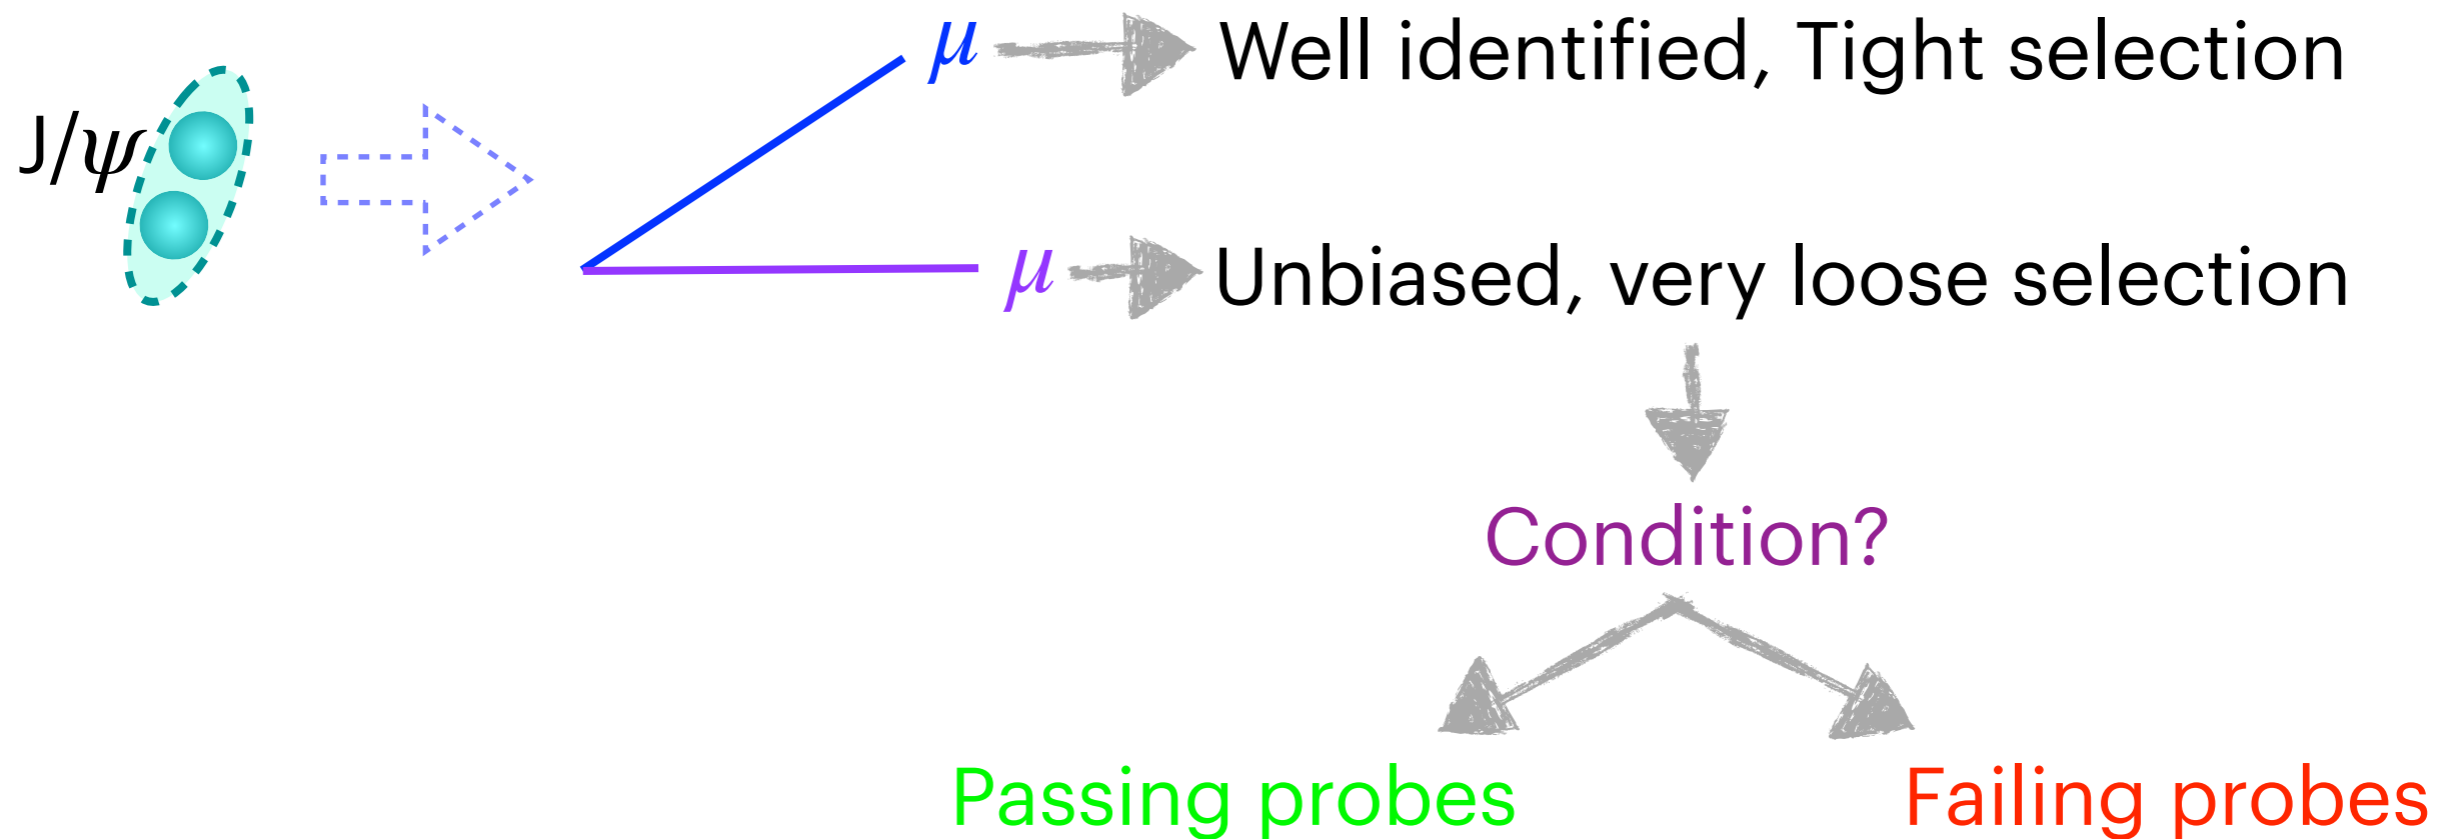 μ Well identified, Tight selection
J/ψ
μ Unbiased, very loose selection
Condition?
Passing probes
Failing probes